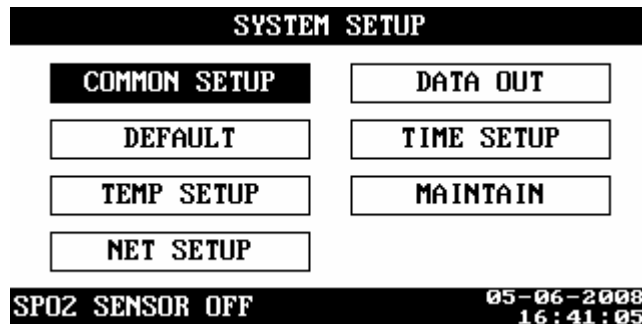 SYSTEM SETUP
COMMON SETUP
DATA OUT
DEFAULT
TIME SETUP
TEMP SETUP
MAINTAIN
NET SETUP
SPO2 SENSOR OFF
05-06-2008
16:41:05